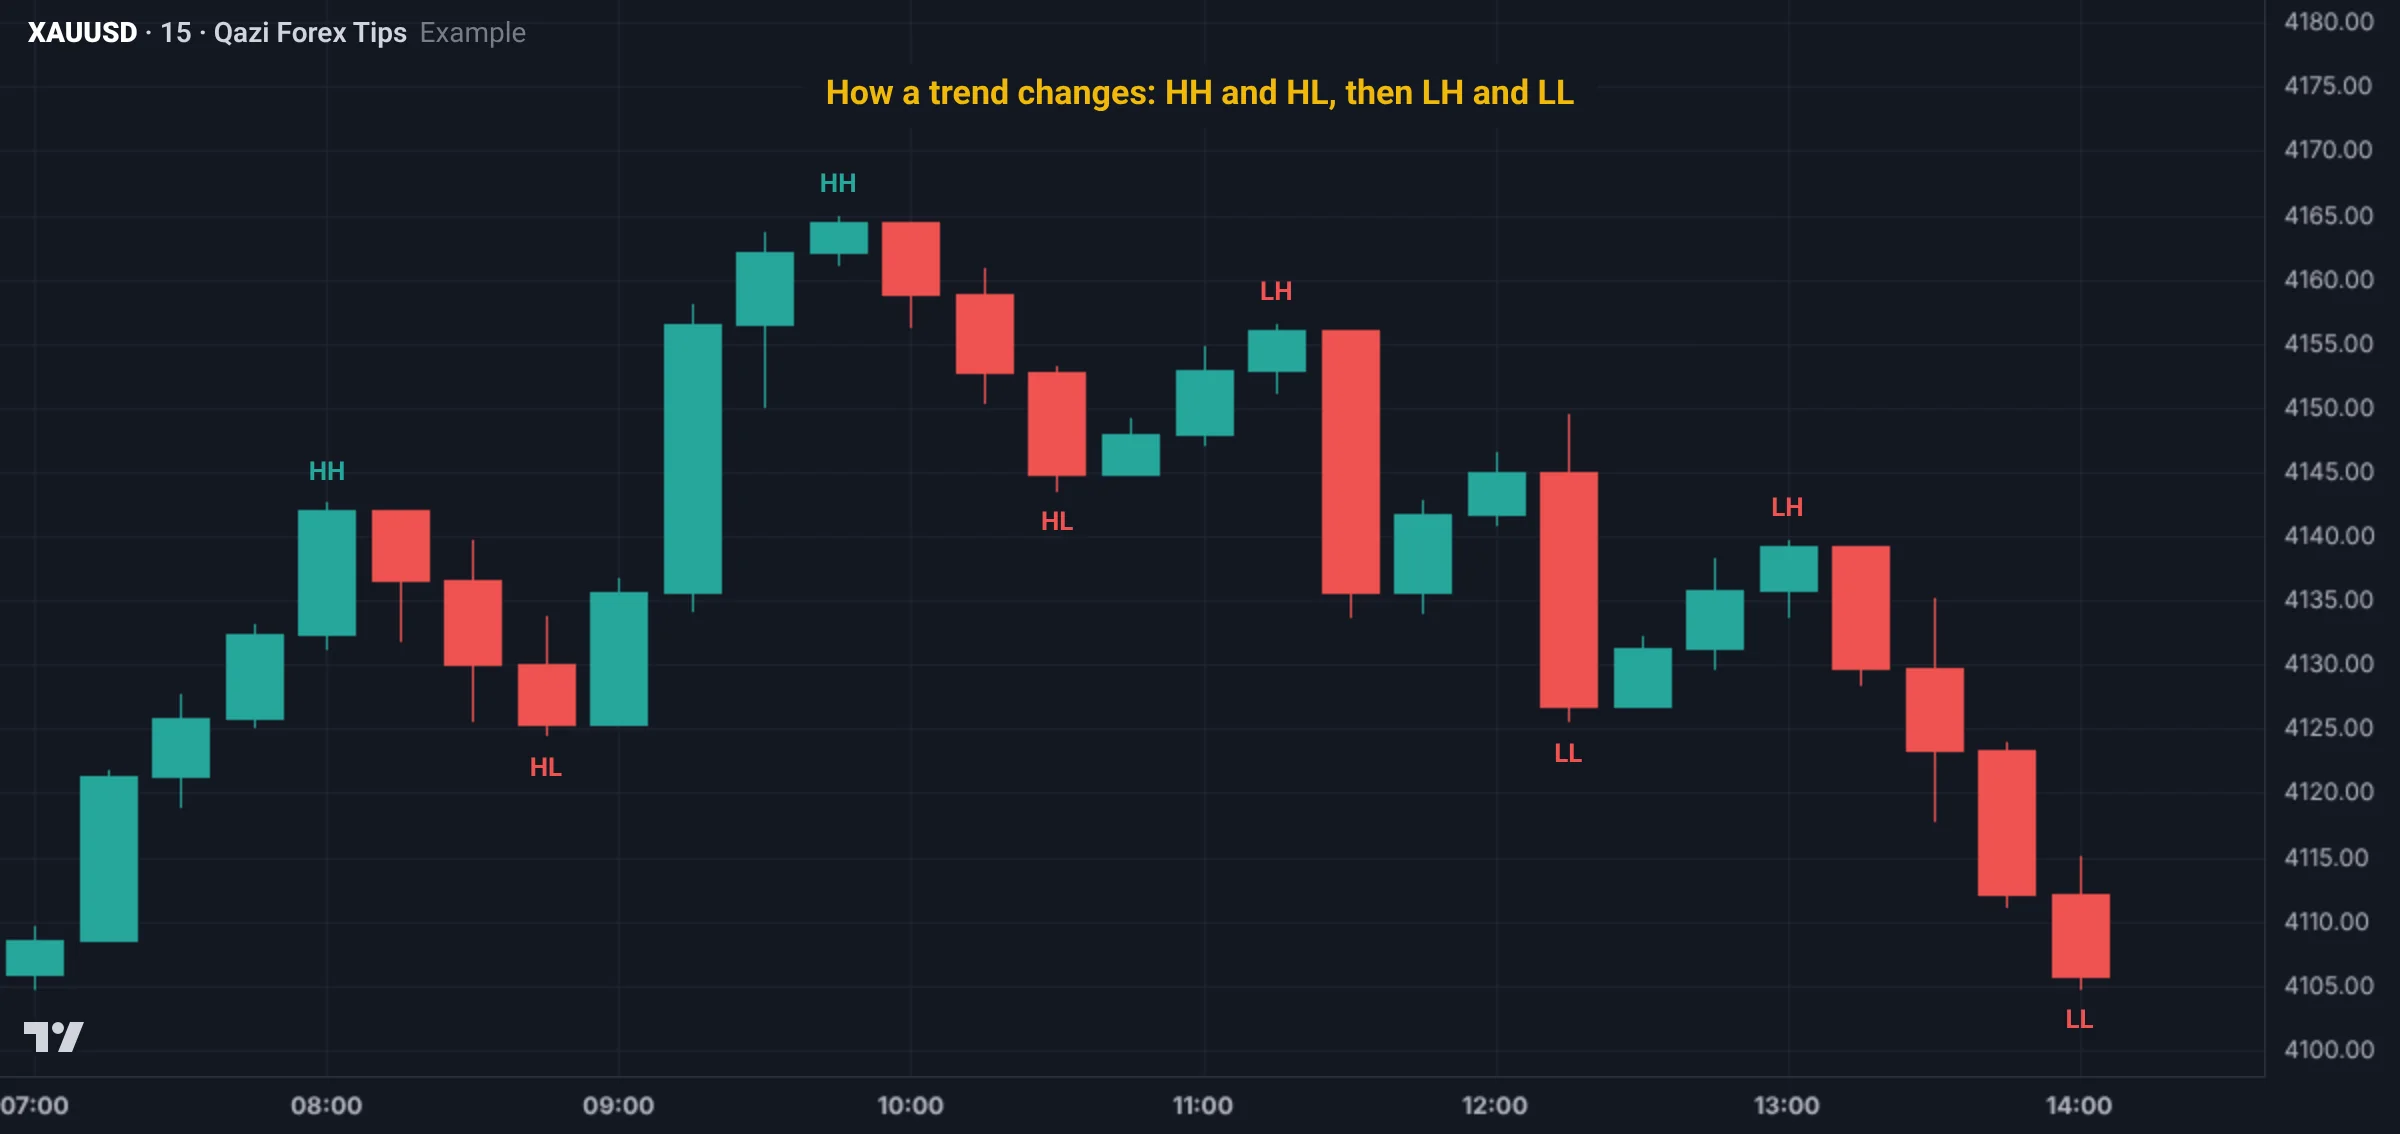 XAUUSD · 15 · Qazi Forex Tips Example
How a trend changes: HH and HL, then LH and LL
HH
HH
LH
LH
HL
HL
LL
LL
4180.00
4175.00
4170.00
4165.00
4160.00
4155.00
4150.00
4145.00
4140.00
4135.00
4130.00
4125.00
4120.00
4115.00
4110.00
4105.00
4100.00
07:00 08:00 09:00 10:00 11:00 12:00 13:00 14:00